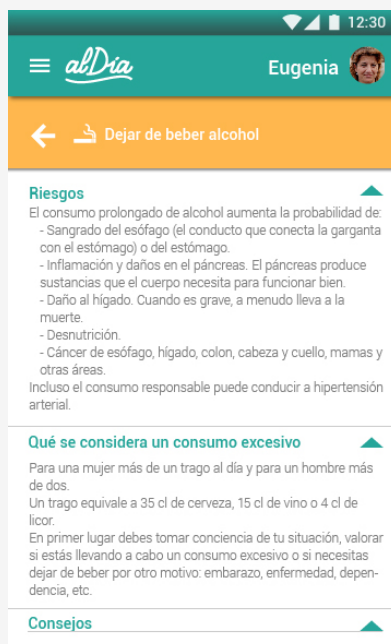 12:30
alDía
Eugenia
Dejar de beber alcohol
Riesgos
El consumo prolongado de alcohol aumenta la probabilidad de:
- Sangrado del esófago (el conducto que conecta la garganta
con el estómago) o del estómago.
- Inflamación y daños en el páncreas. El páncreas produce
sustancias que el cuerpo necesita para funcionar bien.
- Daño al hígado. Cuando es grave, a menudo lleva a la
muerte.
- Desnutrición.
- Cáncer de esófago, hígado, colon, cabeza y cuello, mamas y
otras áreas.
Incluso el consumo responsable puede conducir a hipertensión
arterial.
Qué se considera un consumo excesivo
Para una mujer más de un trago al día y para un hombre más
de dos.
Un trago equivale a 35 cl de cerveza, 15 cl de vino o 4 cl de
licor.
En primer lugar debes tomar conciencia de tu situación, valorar
si estás llevando a cabo un consumo excesivo o si necesitas
dejar de beber por otro motivo: embarazo, enfermedad, depen-
dencia, etc.
Consejos